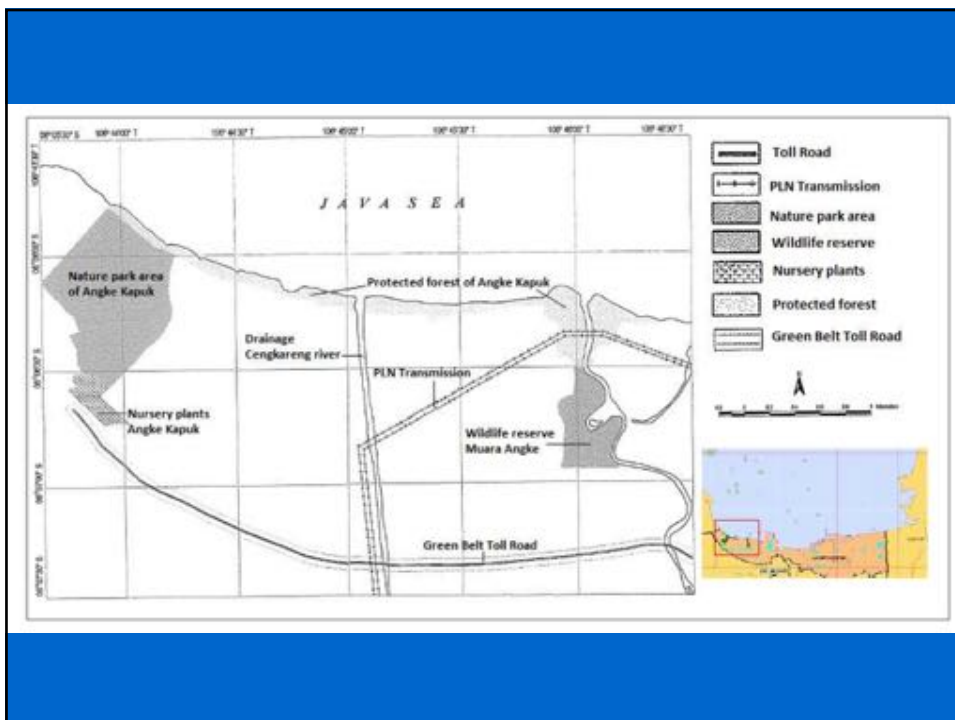 JAVA SEA
Nature park area
of Angke Kapuk
Protected forest of Angke Kapuk
Drainage
Cengkareng river
PLN Transmission
Nursery plants
Angke Kapuk
Wildlife reserve
Muara Angke
Green Belt Toll Road
Toll Road
PLN Transmission
Nature park area
Wildlife reserve
Nursery plants
Protected forest
Green Belt Toll Road